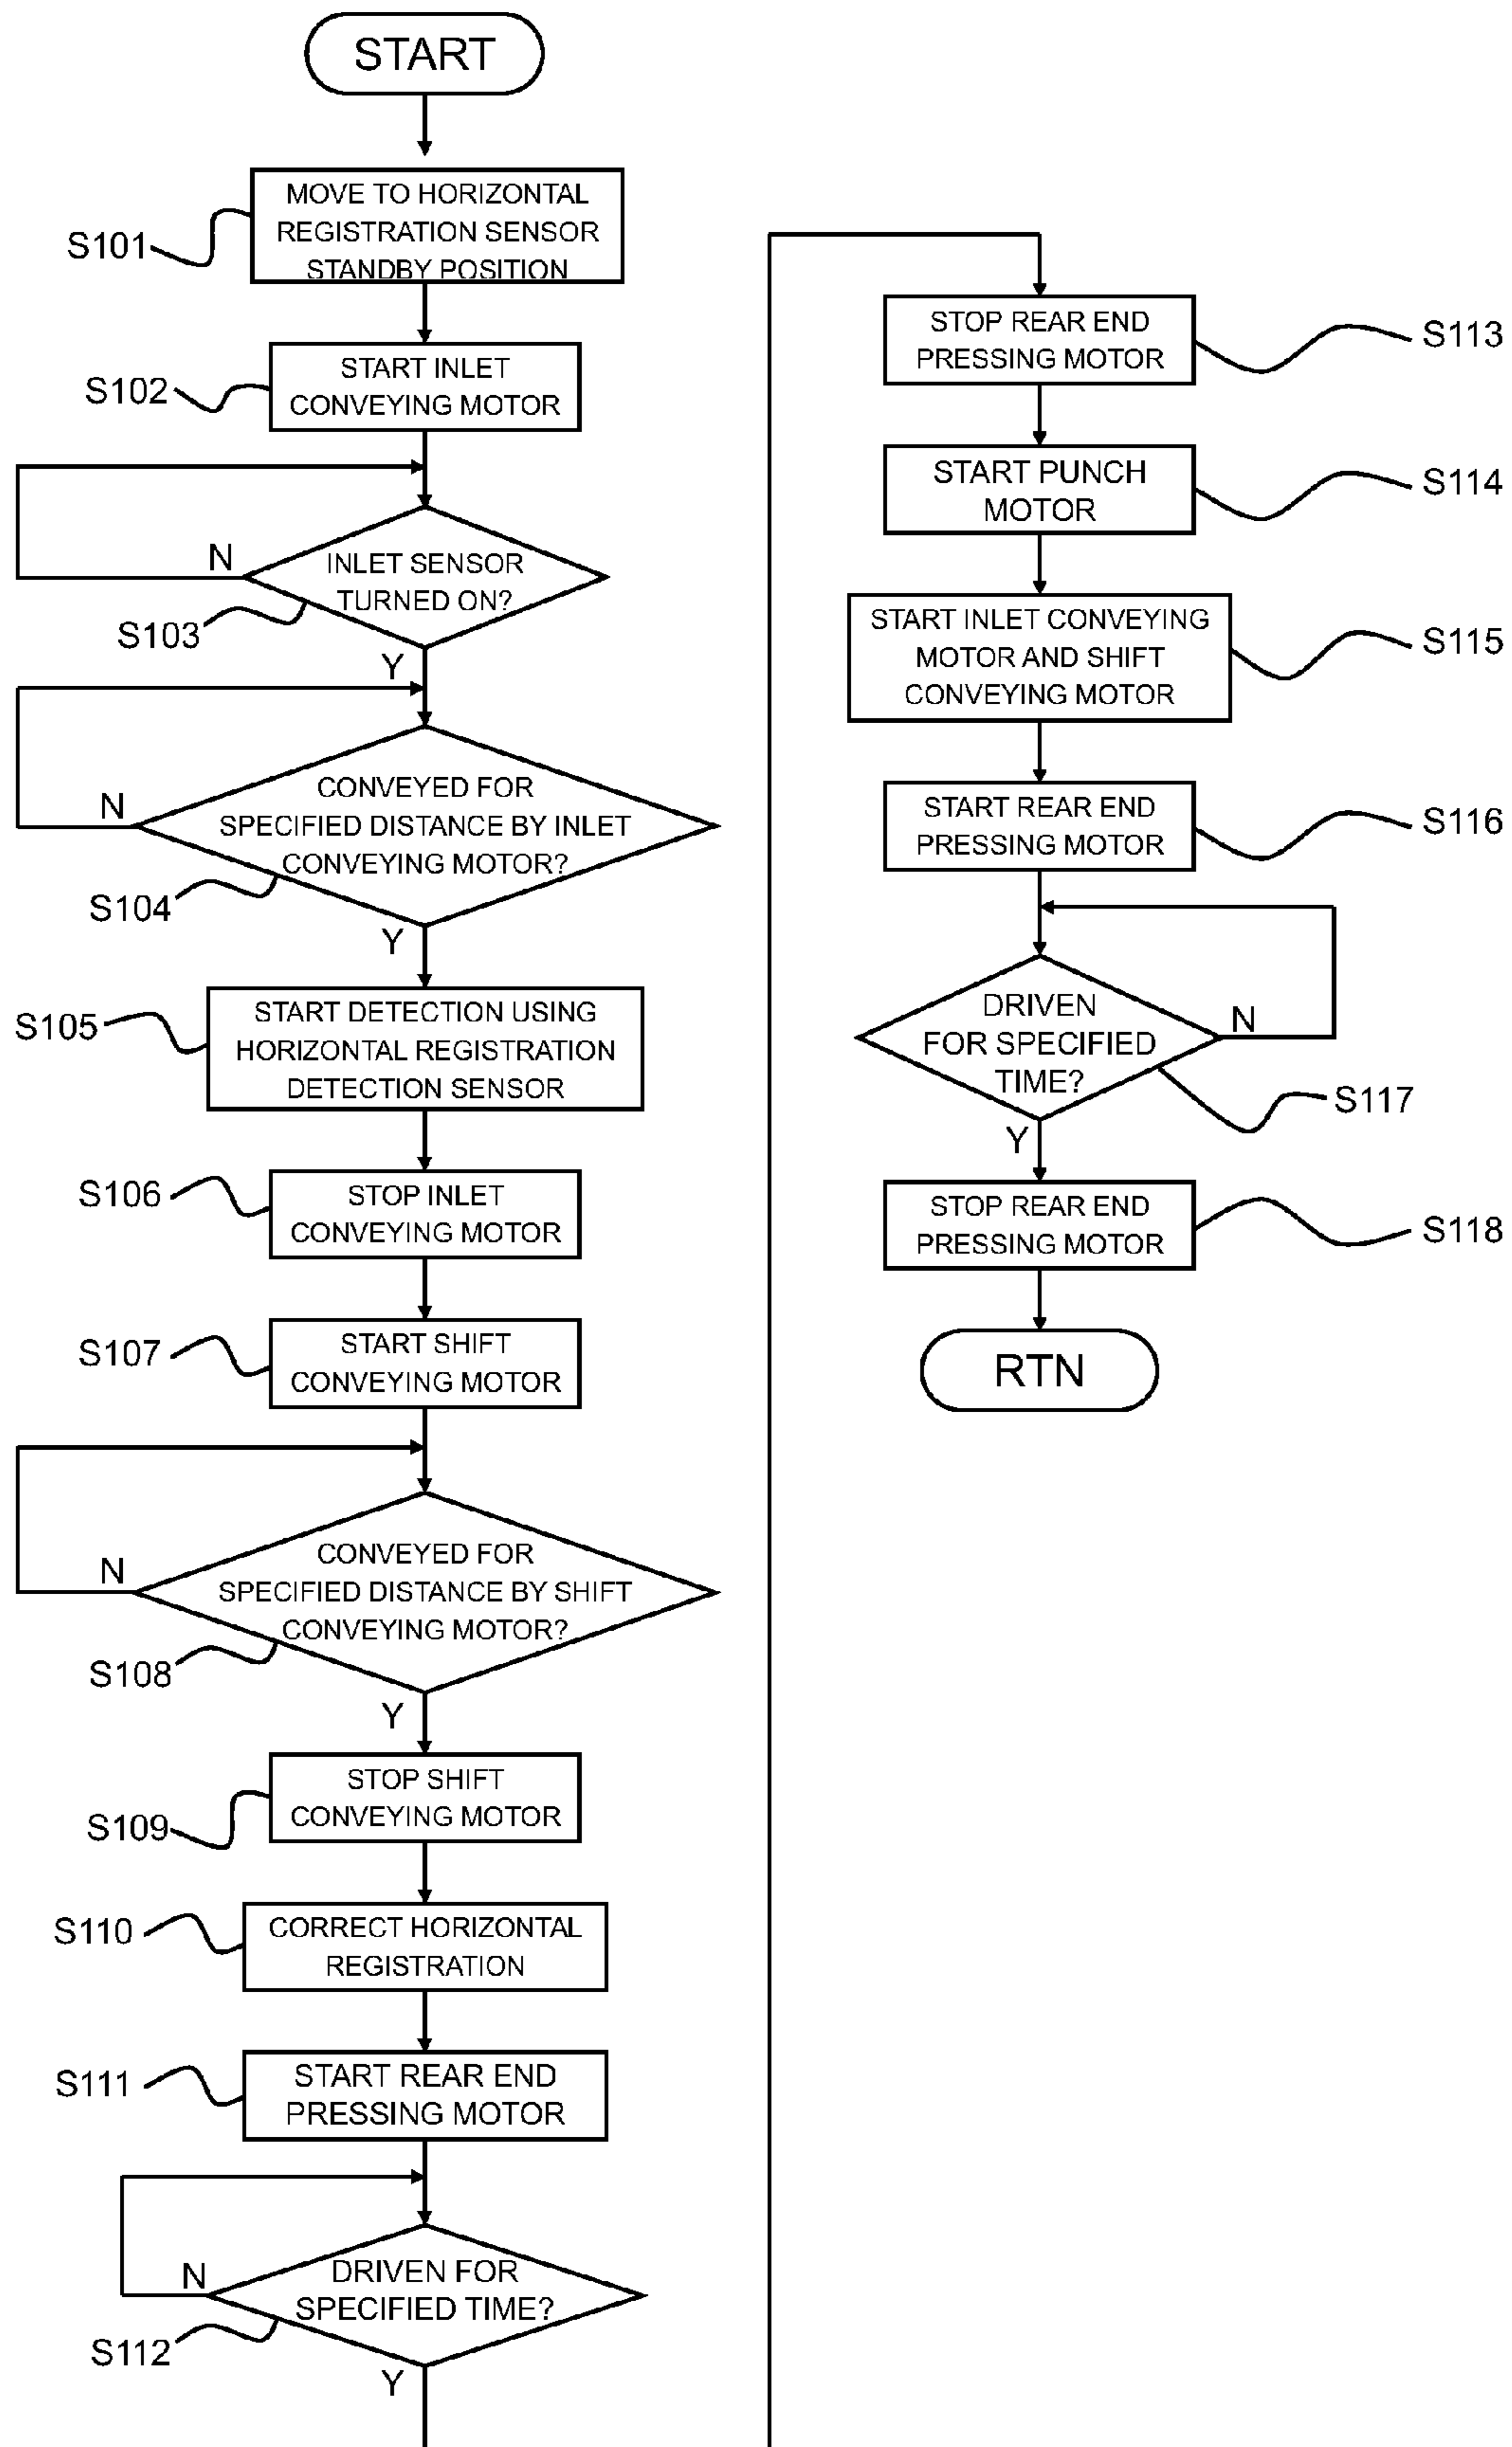 START
MOVE TO HORIZONTAL
REGISTRATION SENSOR
STANDBY POSITION
S101
START INLET
CONVEYING MOTOR
S102
INLET SENSOR
TURNED ON?
N
S103
Y
CONVEYED FOR
SPECIFIED DISTANCE BY INLET
CONVEYING MOTOR?
N
S104
Y
START DETECTION USING
HORIZONTAL REGISTRATION
DETECTION SENSOR
S105
STOP INLET
CONVEYING MOTOR
S106
START SHIFT
CONVEYING MOTOR
S107
CONVEYED FOR
SPECIFIED DISTANCE BY SHIFT
CONVEYING MOTOR?
N
S108
Y
STOP SHIFT
CONVEYING MOTOR
S109
CORRECT HORIZONTAL
REGISTRATION
S110
START REAR END
PRESSING MOTOR
S111
DRIVEN FOR
SPECIFIED TIME?
N
S112
Y
STOP REAR END
PRESSING MOTOR
S113
START PUNCH
MOTOR
S114
START INLET CONVEYING
MOTOR AND SHIFT
CONVEYING MOTOR
S115
START REAR END
PRESSING MOTOR
S116
DRIVEN
FOR SPECIFIED
TIME?
N
S117
Y
STOP REAR END
PRESSING MOTOR
S118
RTN